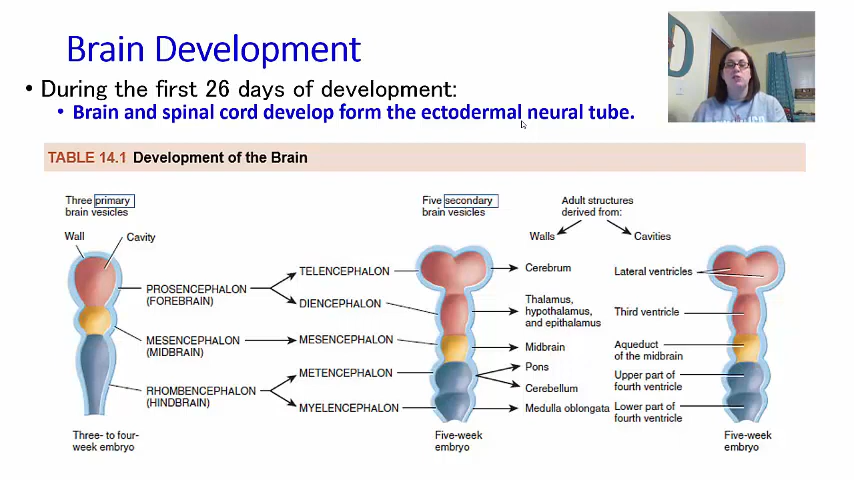 Brain Development
• During the first 26 days of development:
• Brain and spinal cord develop form the ectodermal neural tube.
TABLE 14.1 Development of the Brain
Three primary
brain vesicles
Wall
Cavity
PROSENCEPHALON
(FOREBRAIN)
MESENCEPHALON
(MIDBRAIN)
RHOMBENCEPHALON
(HINDBRAIN)
Three- to four-
week embryo
Five secondary
brain vesicles
TELENCEPHALON
DIENCEPHALON
MESENCEPHALON
METENCEPHALON
MYELENCEPHALON
Five-week
embryo
Adult structures
derived from:
Walls
Cavities
Cerebrum
Thalamus,
hypothalamus,
and epithalamus
Midbrain
Pons
Cerebellum
Medulla oblongata
Lateral ventricles
Third ventricle
Aqueduct
of the midbrain
Upper part of
fourth ventricle
Lower part of
fourth ventricle
Five-week
embryo